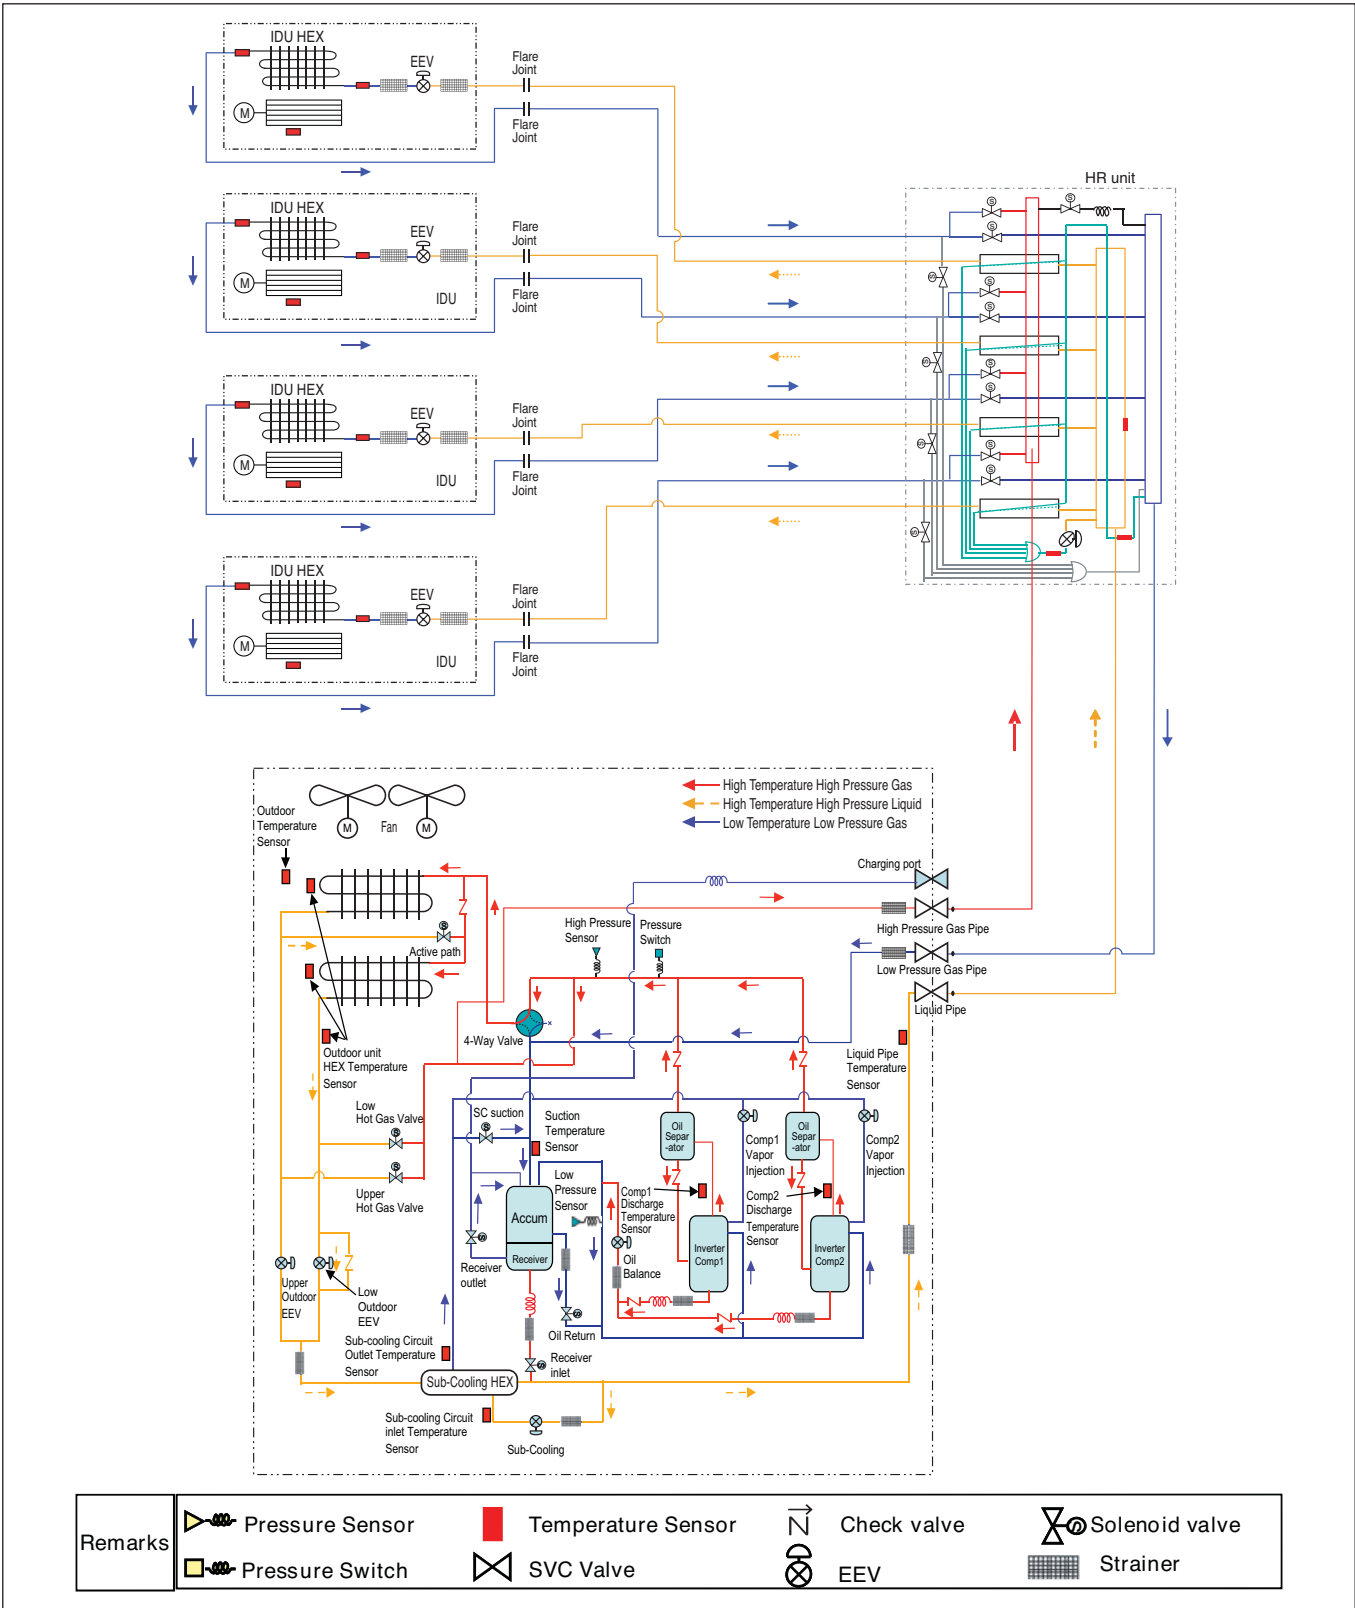 IDU HEX
EEV
Flare
Joint
M
Flare
Joint
HR unit
IDU HEX
EEV
Flare
Joint
M
IDU
Flare
Joint
IDU HEX
EEV
Flare
Joint
M
IDU
Flare
Joint
IDU HEX
EEV
Flare
Joint
M
IDU
Flare
Joint
S
S
S
S
S
S
S
S
S
S
S
S
S
High Temperature High Pressure Gas
High Temperature High Pressure Liquid
Low Temperature Low Pressure Gas
Outdoor
Temperature
Sensor
M
Fan
M
Charging port
High Pressure Gas Pipe
High Pressure
Sensor
Pressure
Switch
S
Active path
Low Pressure Gas Pipe
Liquid Pipe
4-Way Valve
Outdoor unit
HEX Temperature
Sensor
Liquid Pipe
Temperature
Sensor
Low
Hot Gas Valve
S
SC suction
S
Suction
Temperature
Sensor
Oil
Separ
-ator
Comp1
Vapor
Injection
Oil
Separ
-ator
Comp2
Vapor
Injection
S
Upper
Hot Gas Valve
Low
Pressure
Sensor
Comp1
Discharge
Temperature
Sensor
Comp2
Discharge
Temperature
Sensor
Accum
Receiver
S
Receiver
outlet
Oil
Balance
Inverter
Comp1
Inverter
Comp2
Upper
Outdoor
EEV
Low
Outdoor
EEV
S
Oil Return
Sub-cooling Circuit
Outlet Temperature
Sensor
S
Receiver
inlet
Sub-Cooling HEX
Sub-cooling Circuit
inlet Temperature
Sensor
Sub-Cooling
Remarks
Pressure Sensor
Temperature Sensor
Check valve
S
Solenoid valve
Pressure Switch
SVC Valve
EEV
Strainer